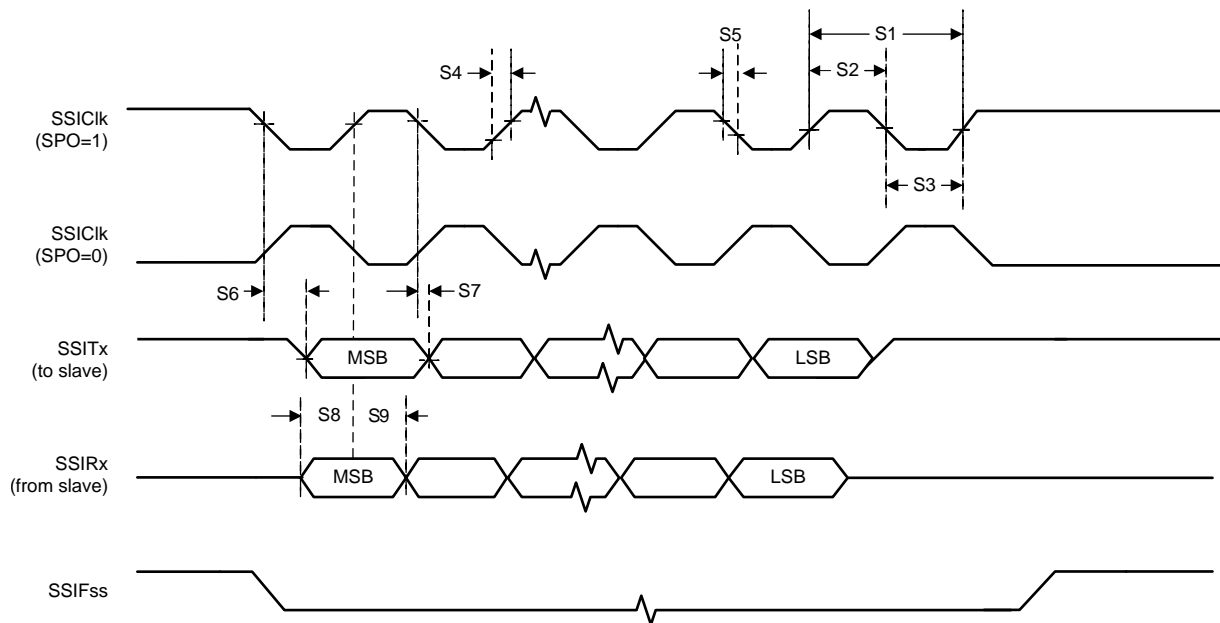 S1
S5
S2
S4
SSIClk
(SPO=1)
S3
SSIClk
(SPO=0)
S6
S7
SSITx
(to slave)
MSB
LSB
S8
S9
SSIRx
(from slave)
MSB
LSB
SSIFss